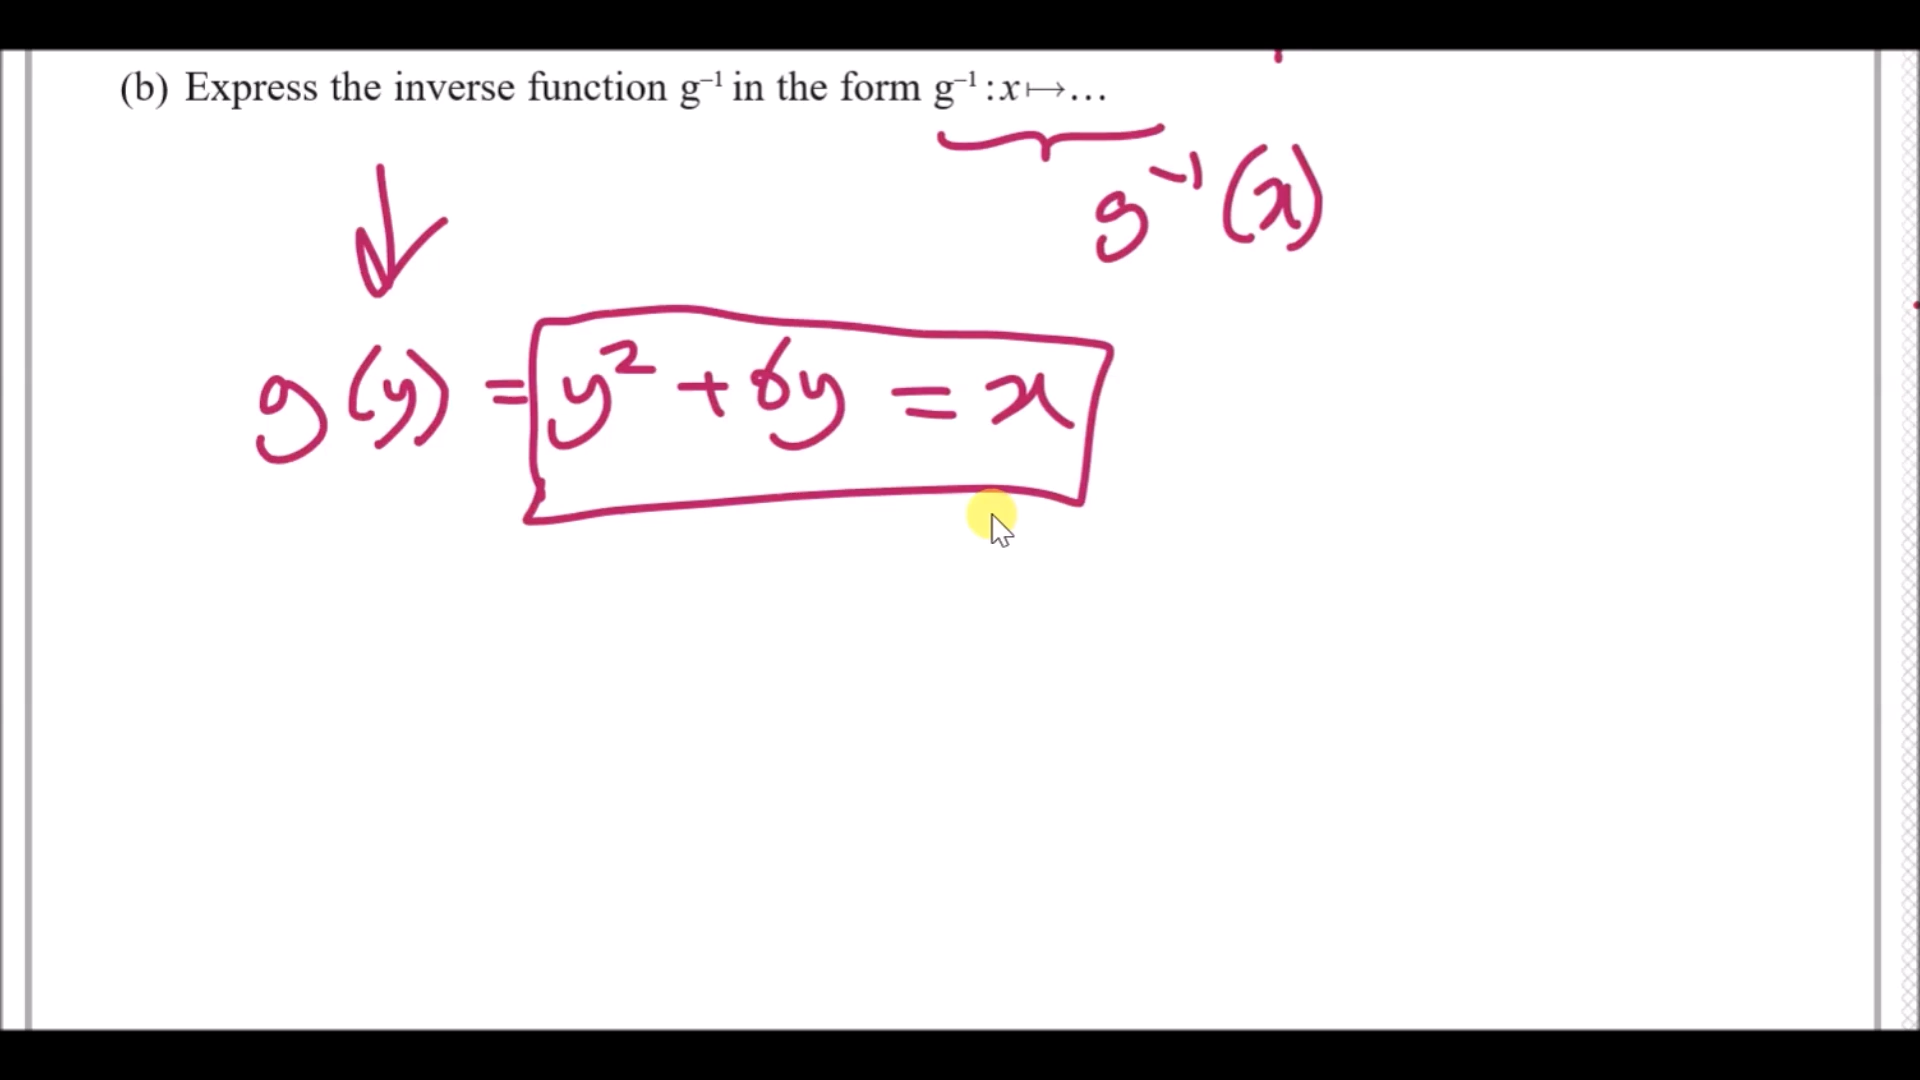 (b) Express the inverse function g⁻¹ in the form g⁻¹ : x ↦ ...
g⁻¹(x)
g(y) = y² + 6y = x